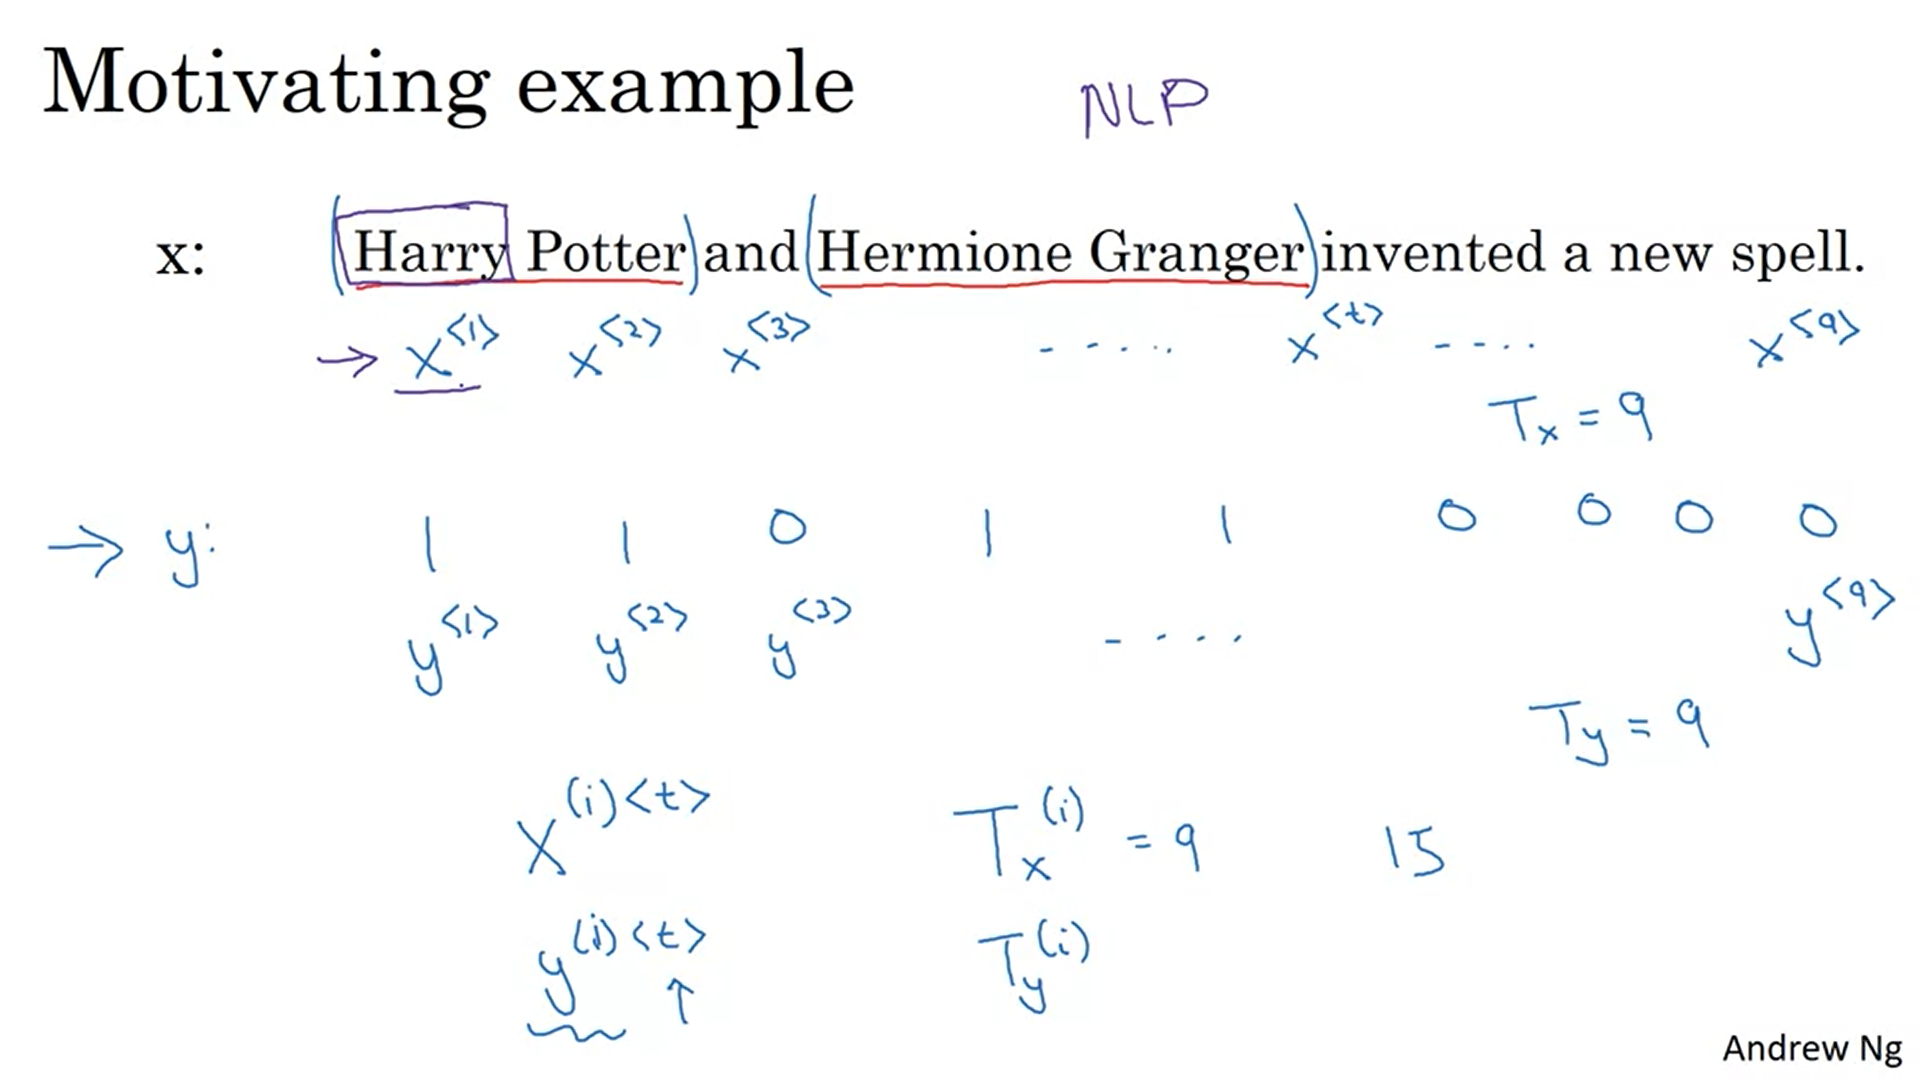 Motivating example NLP
x: (Harry Potter) and (Hermione Granger) invented a new spell.
→ x<1> x<2> x<3> ..... x<t> .... x<9>
Tx = 9
→ y: 1 1 0 1 1 0 0 0 0
y<1> y<2> y<3> .... y<9>
Ty = 9
x(i)<t> Tx(i) = 9 15
y(i)<t> Ty(i)
↑
Andrew Ng